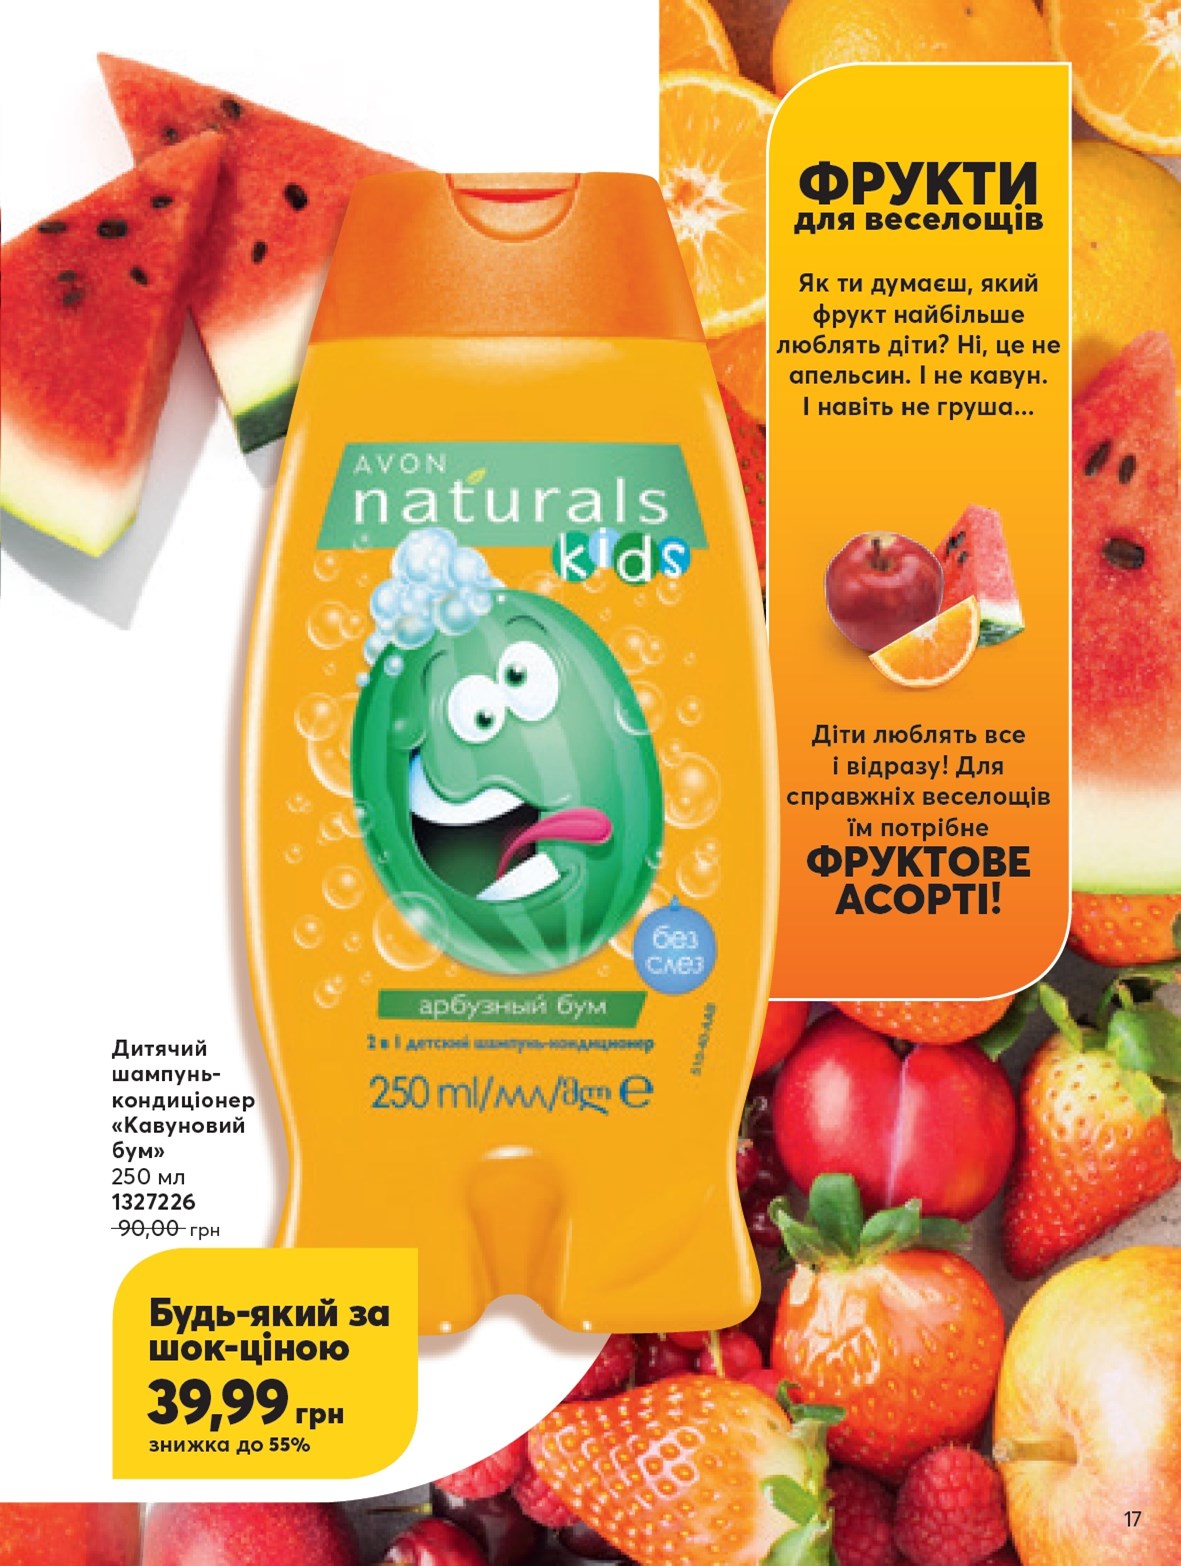 ФРУКТИ
для веселощів
Як ти думаєш, який
фрукт найбільше
люблять діти? Ні, це не
апельсин. І не кавун.
І навіть не груша...
Діти люблять все
і відразу! Для
справжніх веселощів
їм потрібне
ФРУКТОВЕ
АСОРТІ!
AVON
naturals
kids
без
слез
арбузный бум
2 в 1 детский шампунь-кондиционер
250 ml/мл/მლ e
Дитячий
шампунь-
кондиціонер
«Кавуновий
бум»
250 мл
1327226
90,00 грн
Будь-який за
шок-ціною
39,99 грн
знижка до 55%
17